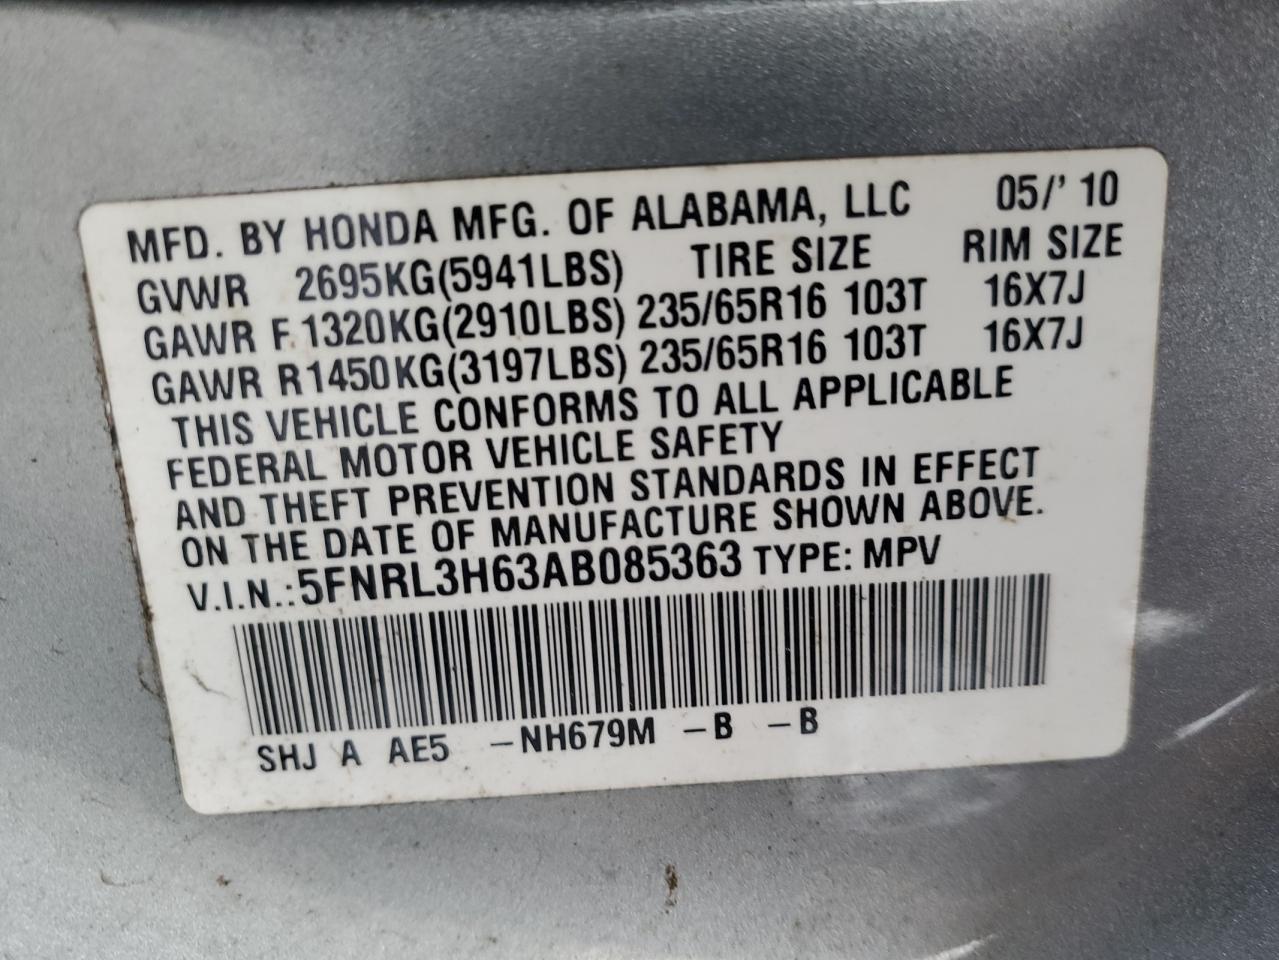 MFD. BY HONDA MFG. OF ALABAMA, LLC 05/' 10
GVWR 2695KG(5941LBS) TIRE SIZE RIM SIZE
GAWR F 1320KG(2910LBS) 235/65R16 103T 16X7J
GAWR R 1450KG(3197LBS) 235/65R16 103T 16X7J
THIS VEHICLE CONFORMS TO ALL APPLICABLE
FEDERAL MOTOR VEHICLE SAFETY
AND THEFT PREVENTION STANDARDS IN EFFECT
ON THE DATE OF MANUFACTURE SHOWN ABOVE.
V.I.N.: 5FNRL3H63AB085363 TYPE: MPV
SHJ A AE5 -NH679M -B -B